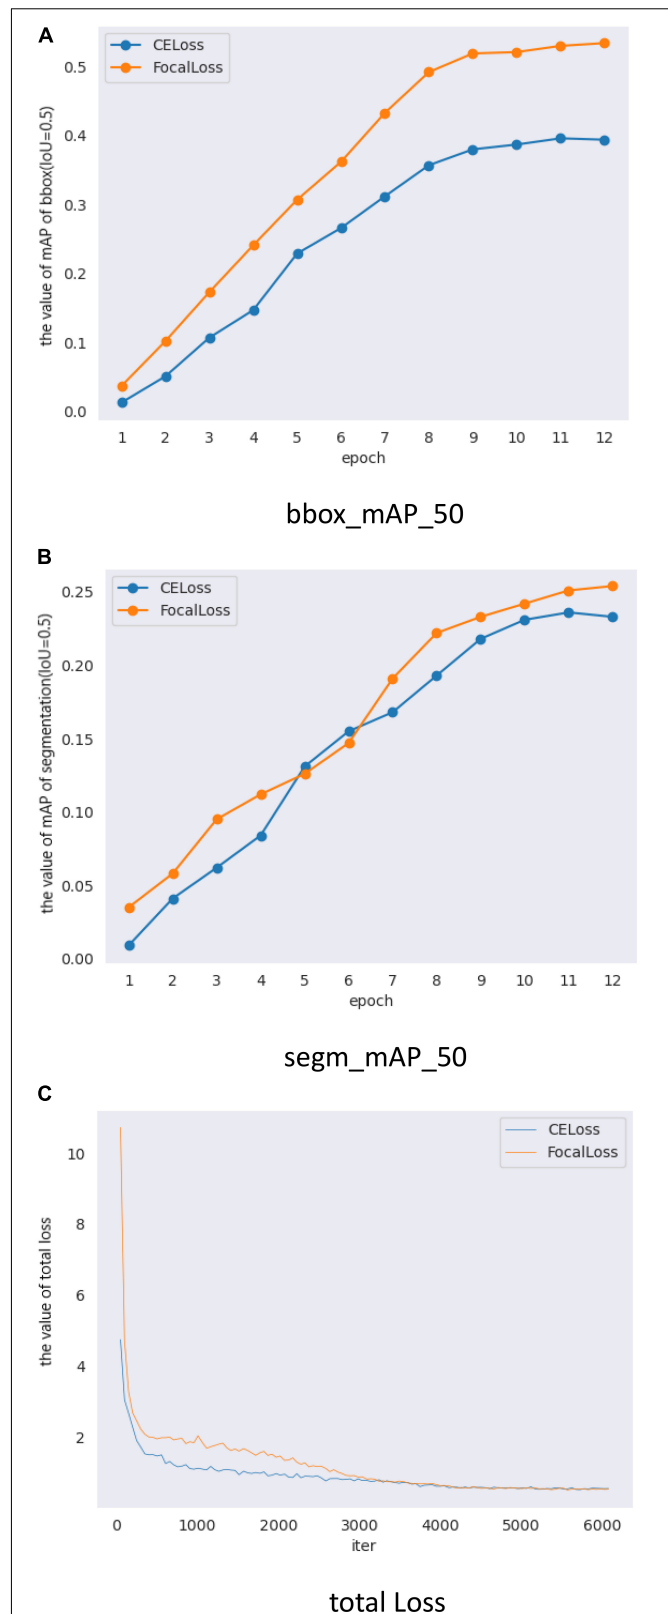 A
CELoss
FocalLoss
0.5
0.4
0.3
0.2
0.1
0.0
the value of mAP of bbox(IoU=0.5)
1 2 3 4 5 6 7 8 9 10 11 12
epoch
bbox_mAP_50
B
CELoss
FocalLoss
0.25
0.20
0.15
0.10
0.05
0.00
the value of mAP of segmentation(IoU=0.5)
1 2 3 4 5 6 7 8 9 10 11 12
epoch
segm_mAP_50
C
CELoss
FocalLoss
10
8
6
4
2
the value of total loss
0 1000 2000 3000 4000 5000 6000
iter
total Loss